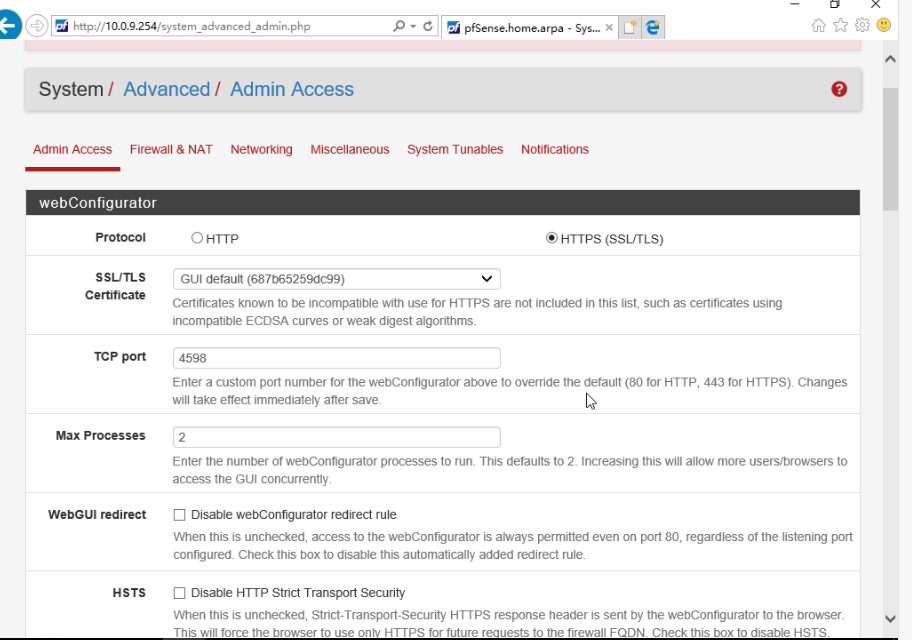 http://10.0.9.254/system_advanced_admin.php
pfSense.home.arpa - Sys...
System / Advanced / Admin Access
Admin Access Firewall & NAT Networking Miscellaneous System Tunables Notifications
webConfigurator
Protocol HTTP HTTPS (SSL/TLS)
SSL/TLS Certificate GUI default (687b65259dc99)
Certificates known to be incompatible with use for HTTPS are not included in this list, such as certificates using
incompatible ECDSA curves or weak digest algorithms.
TCP port 4598
Enter a custom port number for the webConfigurator above to override the default (80 for HTTP, 443 for HTTPS). Changes
will take effect immediately after save.
Max Processes 2
Enter the number of webConfigurator processes to run. This defaults to 2. Increasing this will allow more users/browsers to
access the GUI concurrently.
WebGUI redirect Disable webConfigurator redirect rule
When this is unchecked, access to the webConfigurator is always permitted even on port 80, regardless of the listening port
configured. Check this box to disable this automatically added redirect rule.
HSTS Disable HTTP Strict Transport Security
When this is unchecked, Strict-Transport-Security HTTPS response header is sent by the webConfigurator to the browser.
This will force the browser to use only HTTPS for future requests to the firewall FQDN. Check this box to disable HSTS.